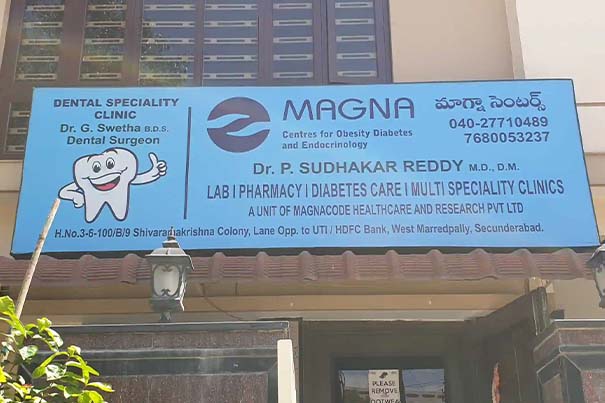 DENTAL SPECIALITY
CLINIC
Dr. G. Swetha B.D.S.
Dental Surgeon
MAGNA
Centres for Obesity Diabetes
and Endocrinology
మాగ్నా సెంటర్స్
040-27710489
7680053237
Dr. P. SUDHAKAR REDDY M.D., D.M.
LAB I PHARMACY I DIABETES CARE I MULTI SPECIALITY CLINICS
A UNIT OF MAGNACODE HEALTHCARE AND RESEARCH PVT LTD
H.No.3-6-100/B/9 Shivaramakrishna Colony, Lane Opp. to UTI / HDFC Bank, West Marredpally, Secunderabad.
PLEASE
REMOVE